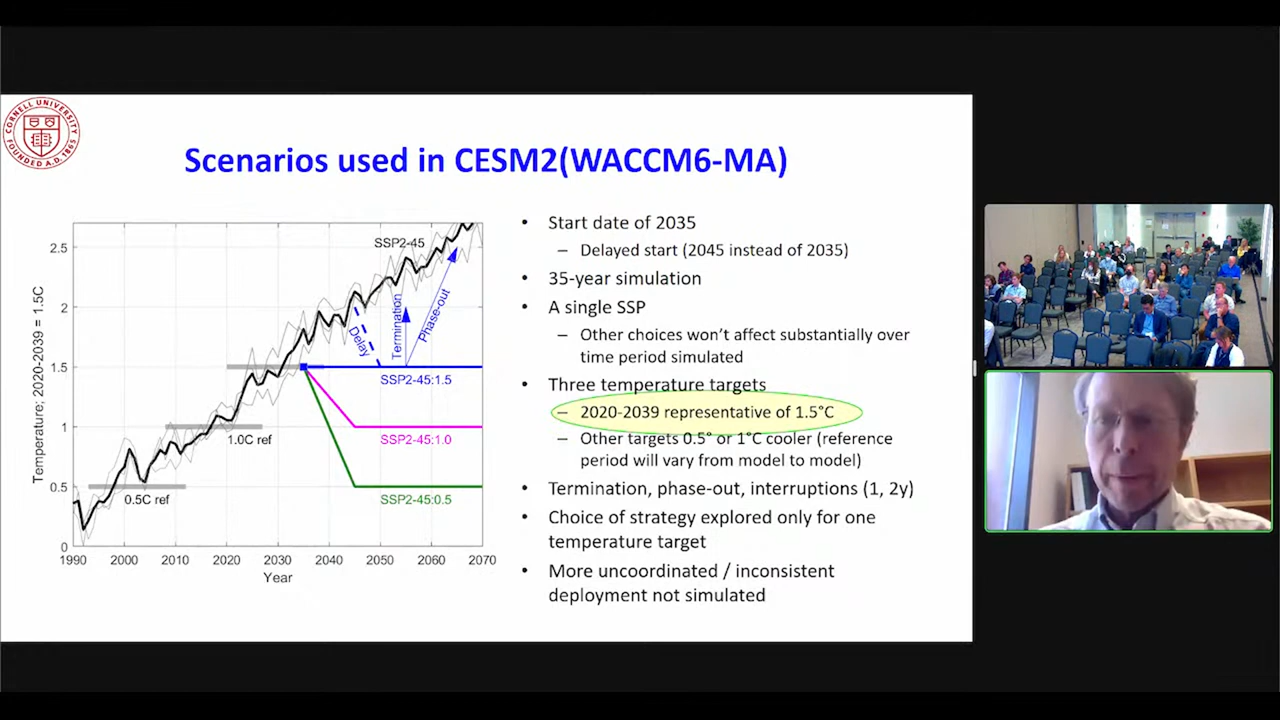 CORNELL UNIVERSITY
FOUNDED A.D. 1865
Scenarios used in CESM2(WACCM6-MA)
Temperature; 2020-2039 = 1.5C
2.5
2
1.5
1
0.5
0
1990
2000
2010
2020
2030
2040
2050
2060
2070
Year
SSP2-45
Delay
Termination
Phase-out
SSP2-45:1.5
1.0C ref
SSP2-45:1.0
0.5C ref
SSP2-45:0.5
• Start date of 2035
– Delayed start (2045 instead of 2035)
• 35-year simulation
• A single SSP
– Other choices won’t affect substantially over
time period simulated
• Three temperature targets
– 2020-2039 representative of 1.5°C
– Other targets 0.5° or 1°C cooler (reference
period will vary from model to model)
• Termination, phase-out, interruptions (1, 2y)
• Choice of strategy explored only for one
temperature target
• More uncoordinated / inconsistent
deployment not simulated